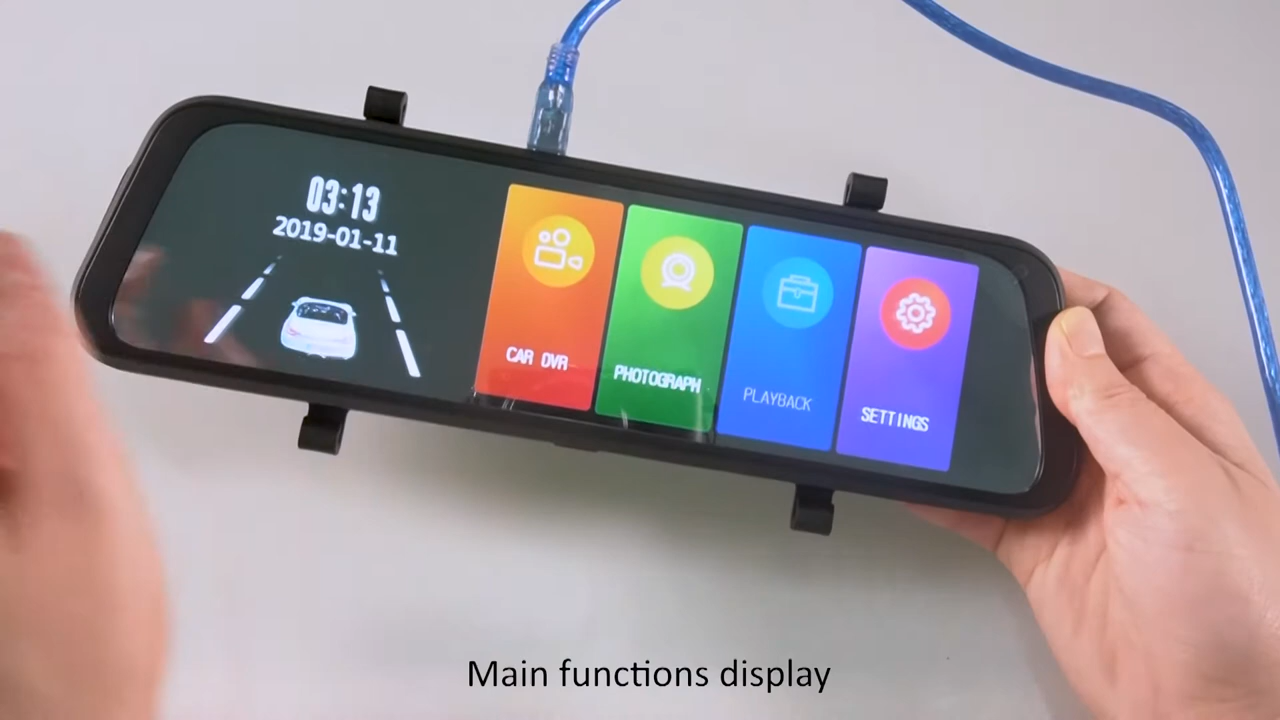 03:13
2019-01-11
CAR DVR
PHOTOGRAPH
PLAYBACK
SETTINGS
Main functions display